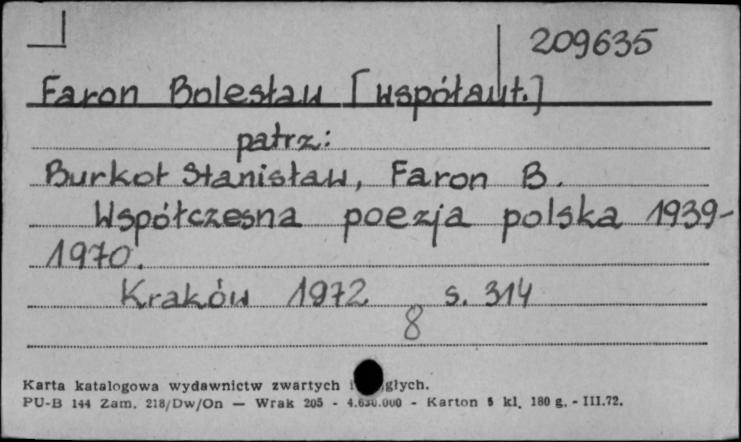 209635
Faron Bolesław [współaut.]
patrz:
Burkot Stanisław, Faron B.
Współczesna poezja polska 1939-
1970.
Kraków 1972 s. 314
8
Karta katalogowa wydawnictw zwartych
PU-B 144 Zam. 218/Dw/On — Wrak 205 - 4.630.000 - Karton 5 kl. 180 g. - III.72.